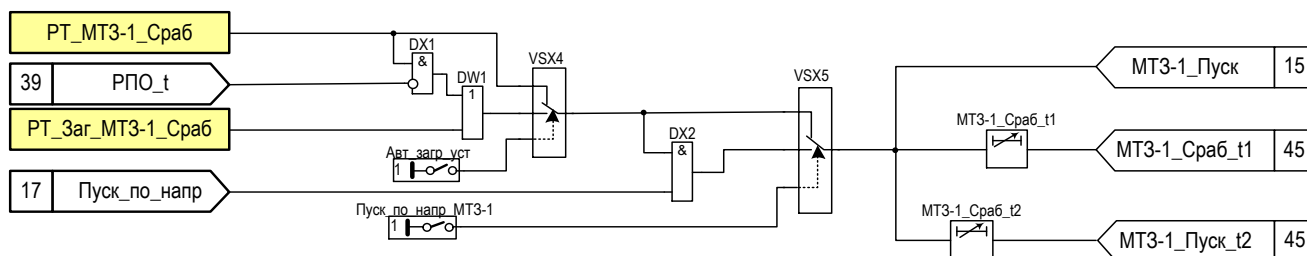 РТ_МТЗ-1_Сраб
39 РПО_t
РТ_Заг_МТЗ-1_Сраб
17 Пуск_по_напр
DX1
&
DW1
1
VSX4
Авт_загр_уст
1
Пуск_по_напр_МТЗ-1
1
DX2
&
VSX5
МТЗ-1_Пуск 15
МТЗ-1_Сраб_t1
МТЗ-1_Сраб_t1 45
МТЗ-1_Сраб_t2
МТЗ-1_Пуск_t2 45